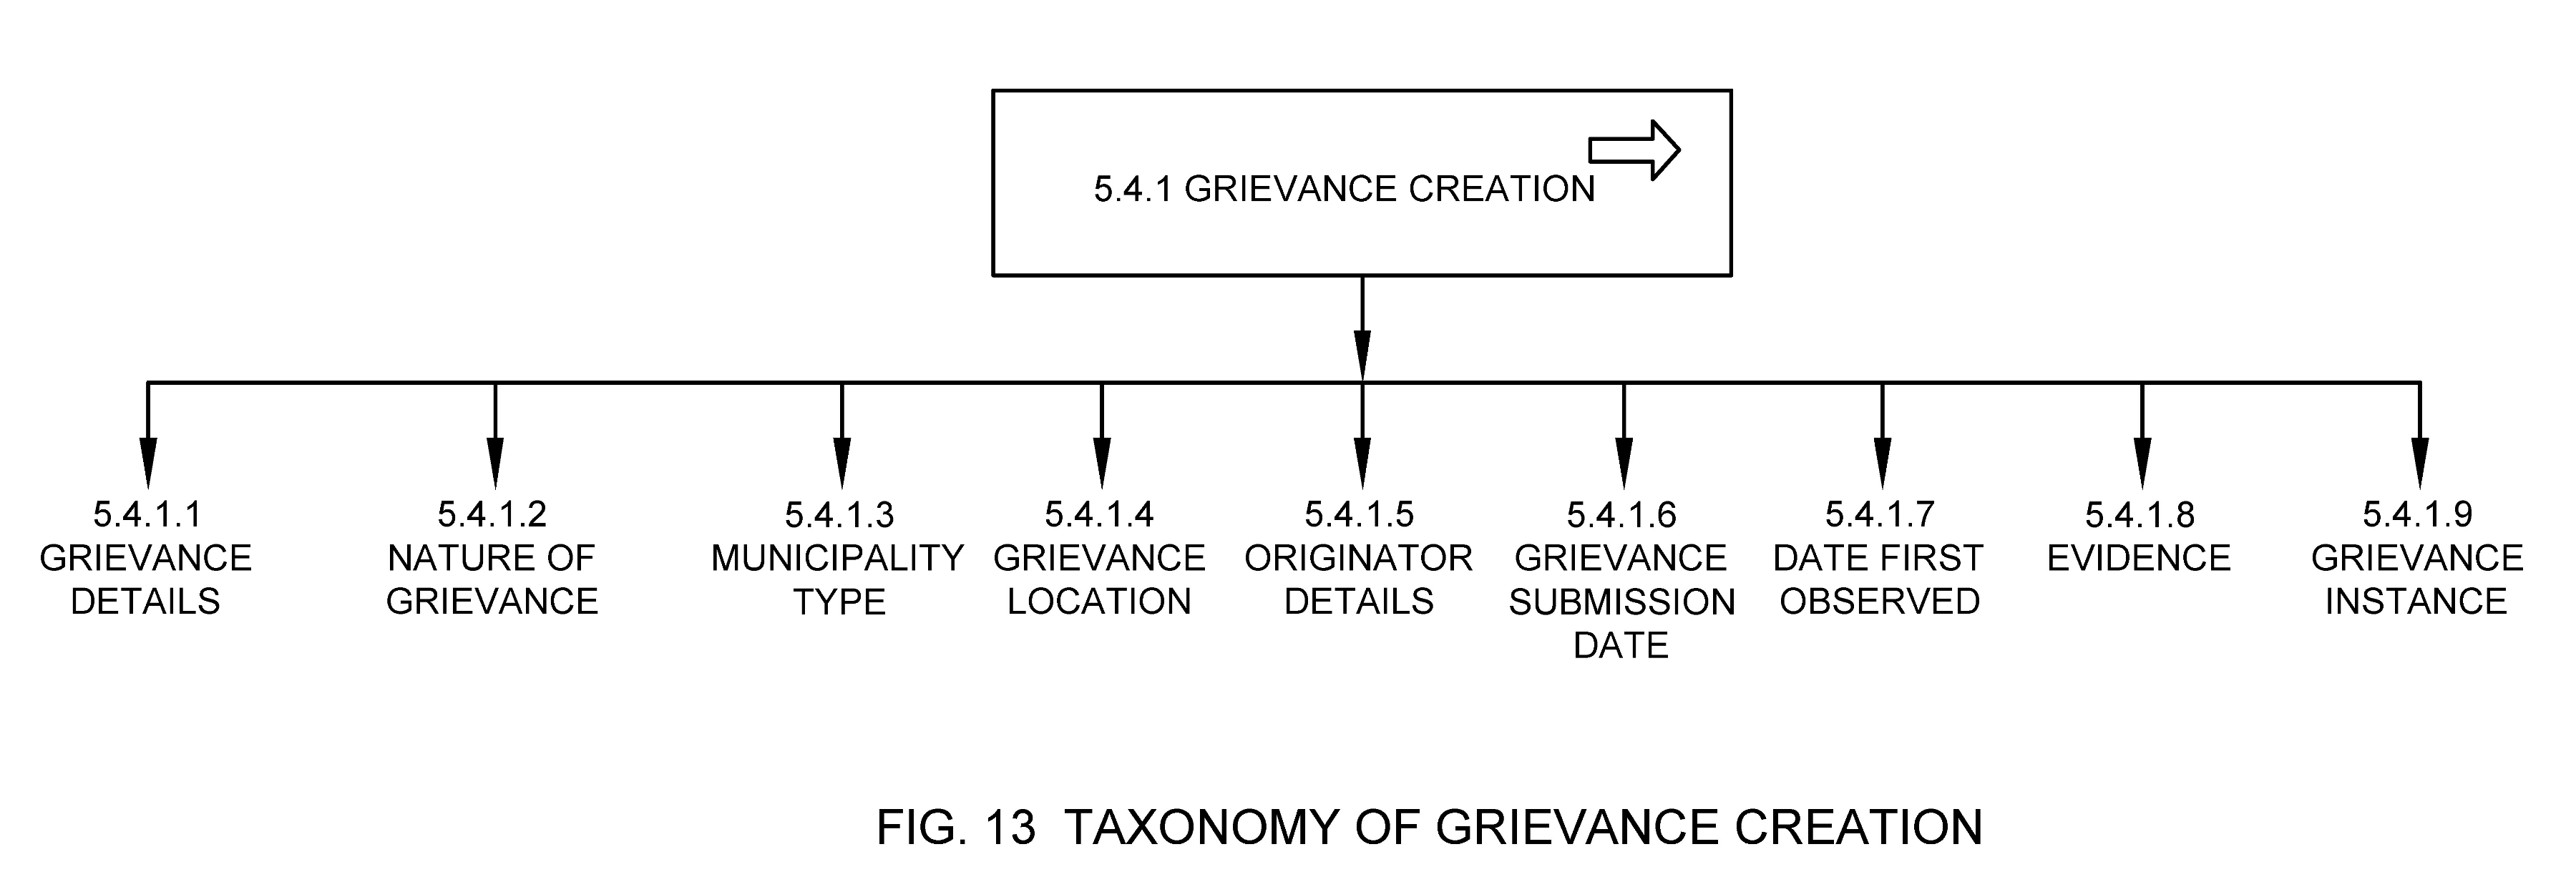 5.4.1 GRIEVANCE CREATION
5.4.1.1
GRIEVANCE
DETAILS
5.4.1.2
NATURE OF
GRIEVANCE
5.4.1.3
MUNICIPALITY
TYPE
5.4.1.4
GRIEVANCE
LOCATION
5.4.1.5
ORIGINATOR
DETAILS
5.4.1.6
GRIEVANCE
SUBMISSION
DATE
5.4.1.7
DATE FIRST
OBSERVED
5.4.1.8
EVIDENCE
5.4.1.9
GRIEVANCE
INSTANCE
FIG. 13 TAXONOMY OF GRIEVANCE CREATION